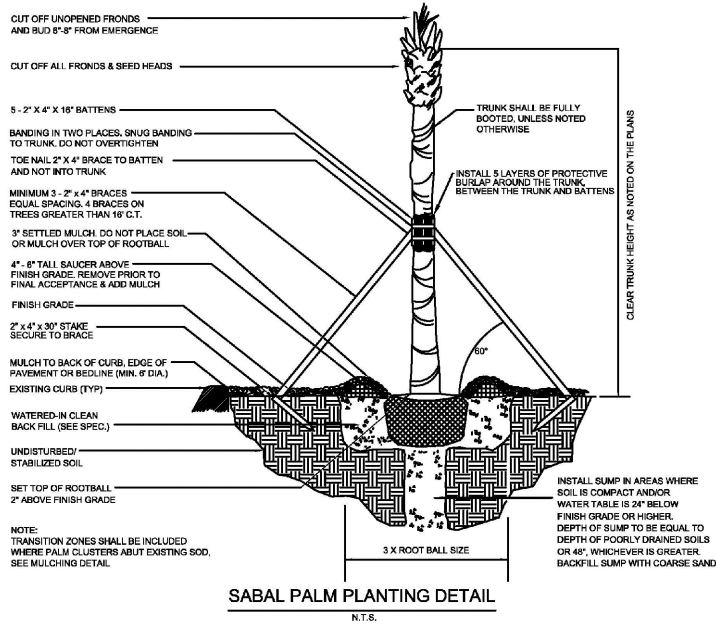 CUT OFF UNOPENED FRONDS
AND BUD 6"-8" FROM EMERGENCE
CUT OFF ALL FRONDS & SEED HEADS
5 - 2" X 4" X 16" BATTENS
BANDING IN TWO PLACES. SNUG BANDING
TO TRUNK. DO NOT OVERTIGHTEN
TOE NAIL 2" X 4" BRACE TO BATTEN
AND NOT INTO TRUNK
MINIMUM 3 - 2" x 4" BRACES
EQUAL SPACING. 4 BRACES ON
TREES GREATER THAN 16' C.T.
3" SETTLED MULCH. DO NOT PLACE SOIL
OR MULCH OVER TOP OF ROOTBALL
4" - 6" TALL SAUCER ABOVE
FINISH GRADE. REMOVE PRIOR TO
FINAL ACCEPTANCE & ADD MULCH
FINISH GRADE
2" x 4" x 30" STAKE
SECURE TO BRACE
MULCH TO BACK OF CURB, EDGE OF
PAVEMENT OR BEDLINE (MIN. 6' DIA.)
EXISTING CURB (TYP)
WATERED-IN CLEAN
BACK FILL (SEE SPEC.)
UNDISTURBED/
STABILIZED SOIL
SET TOP OF ROOTBALL
2" ABOVE FINISH GRADE
NOTE:
TRANSITION ZONES SHALL BE INCLUDED
WHERE PALM CLUSTERS ABUT EXISTING SOD,
SEE MULCHING DETAIL
TRUNK SHALL BE FULLY
BOOTED, UNLESS NOTED
OTHERWISE
INSTALL 5 LAYERS OF PROTECTIVE
BURLAP AROUND THE TRUNK,
BETWEEN THE TRUNK AND BATTENS
CLEAR TRUNK HEIGHT AS NOTED ON THE PLANS
60°
INSTALL SUMP IN AREAS WHERE
SOIL IS COMPACT AND/OR
WATER TABLE IS 24" BELOW
FINISH GRADE OR HIGHER.
DEPTH OF SUMP TO BE EQUAL TO
DEPTH OF POORLY DRAINED SOILS
OR 48", WHICHEVER IS GREATER.
BACKFILL SUMP WITH COARSE SAND
3 X ROOT BALL SIZE
SABAL PALM PLANTING DETAIL
N.T.S.